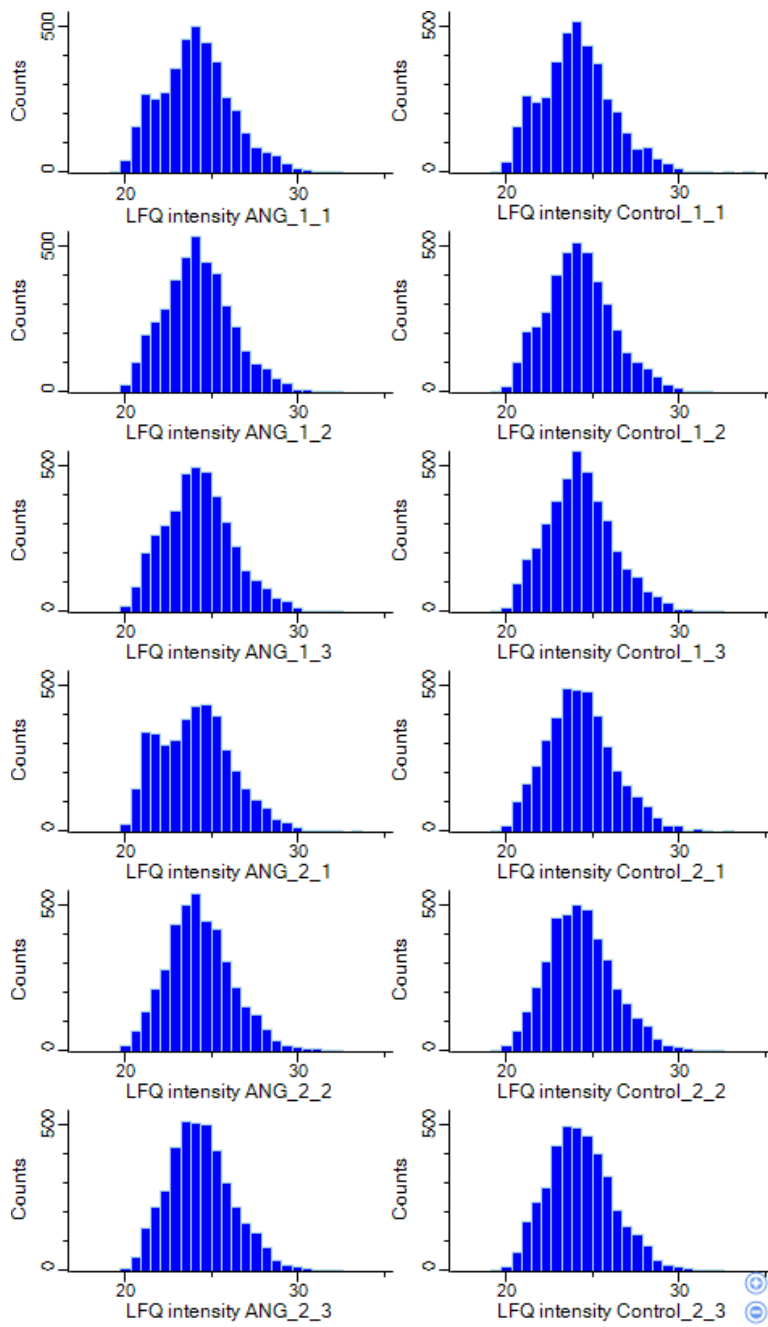 500
Counts
0
20 30
LFQ intensity ANG_1_1
500
Counts
0
20 30
LFQ intensity Control_1_1
500
Counts
0
20 30
LFQ intensity ANG_1_2
500
Counts
0
20 30
LFQ intensity Control_1_2
500
Counts
0
20 30
LFQ intensity ANG_1_3
500
Counts
0
20 30
LFQ intensity Control_1_3
500
Counts
0
20 30
LFQ intensity ANG_2_1
500
Counts
0
20 30
LFQ intensity Control_2_1
500
Counts
0
20 30
LFQ intensity ANG_2_2
500
Counts
0
20 30
LFQ intensity Control_2_2
500
Counts
0
20 30
LFQ intensity ANG_2_3
500
Counts
0
20 30
LFQ intensity Control_2_3